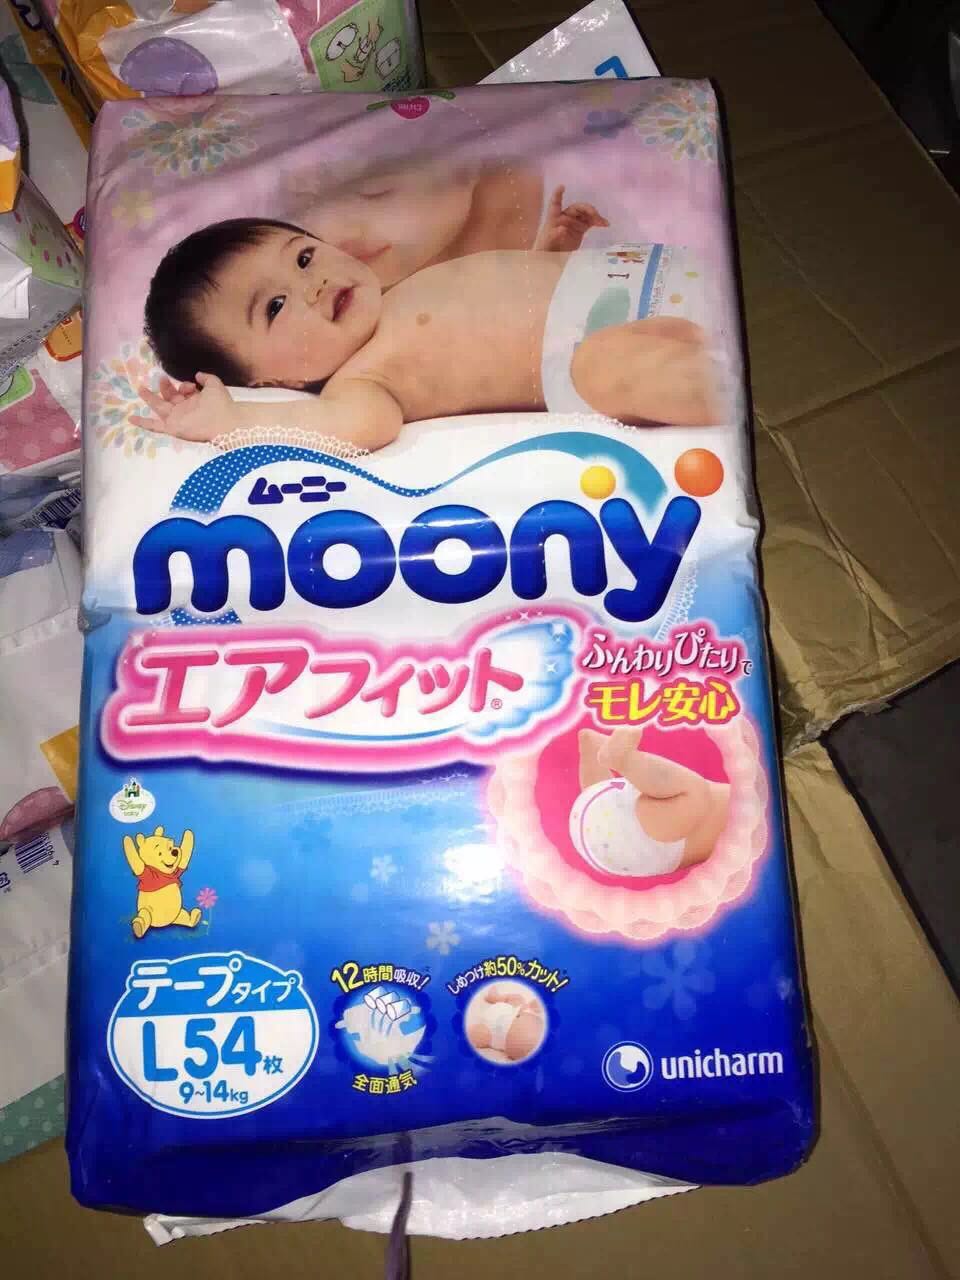 ムーニー
moony
エアフィット®
ふんわりぴたりで
モレ安心
Disney
baby
テープタイプ
L54枚
9~14kg
12時間吸収!
全面通気
しめつけ約50%カット!
unicharm